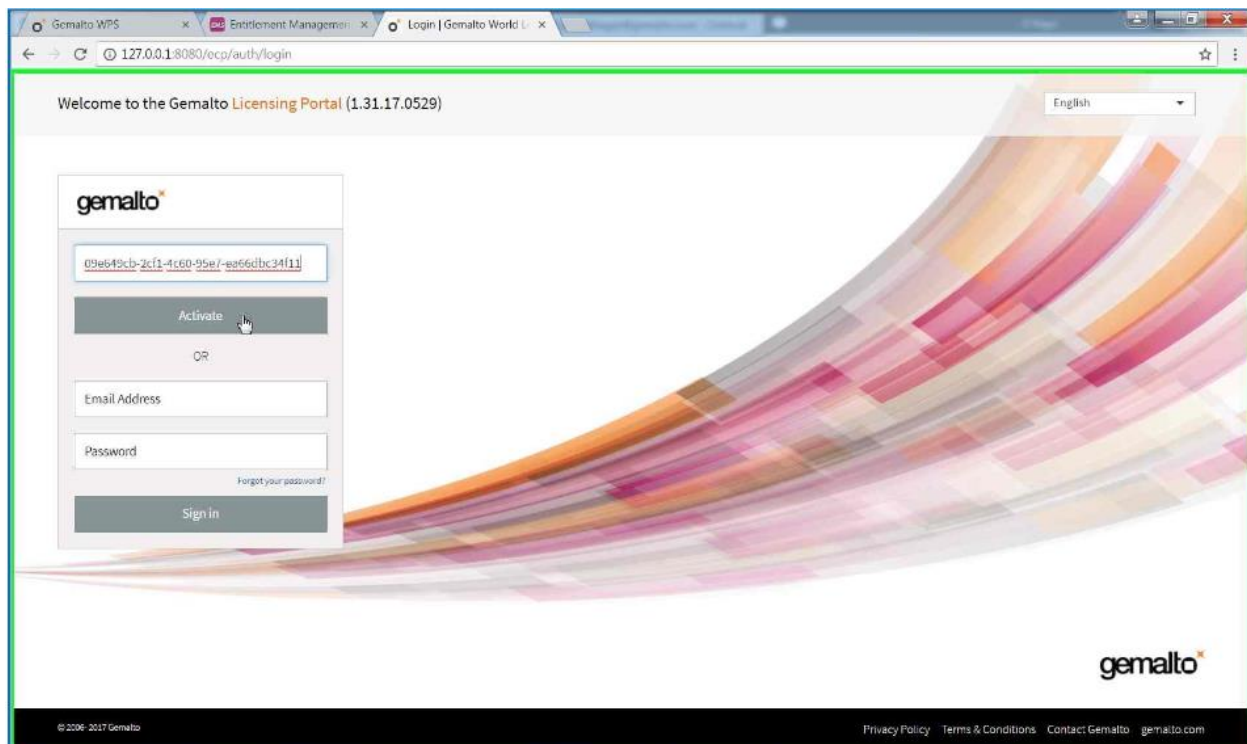 Gemalto WPS
Entitlement Managemen
Login | Gemalto World L
127.0.0.1:8080/ecp/auth/login
Welcome to the Gemalto Licensing Portal (1.31.17.0529)
English
gemalto
09e649cb-2cf1-4c60-95e7-ea66dbc34f11
Activate
OR
Email Address
Password
Forgot your password?
Sign in
gemalto
© 2006-2017 Gemalto
Privacy Policy Terms & Conditions Contact Gemalto gemalto.com